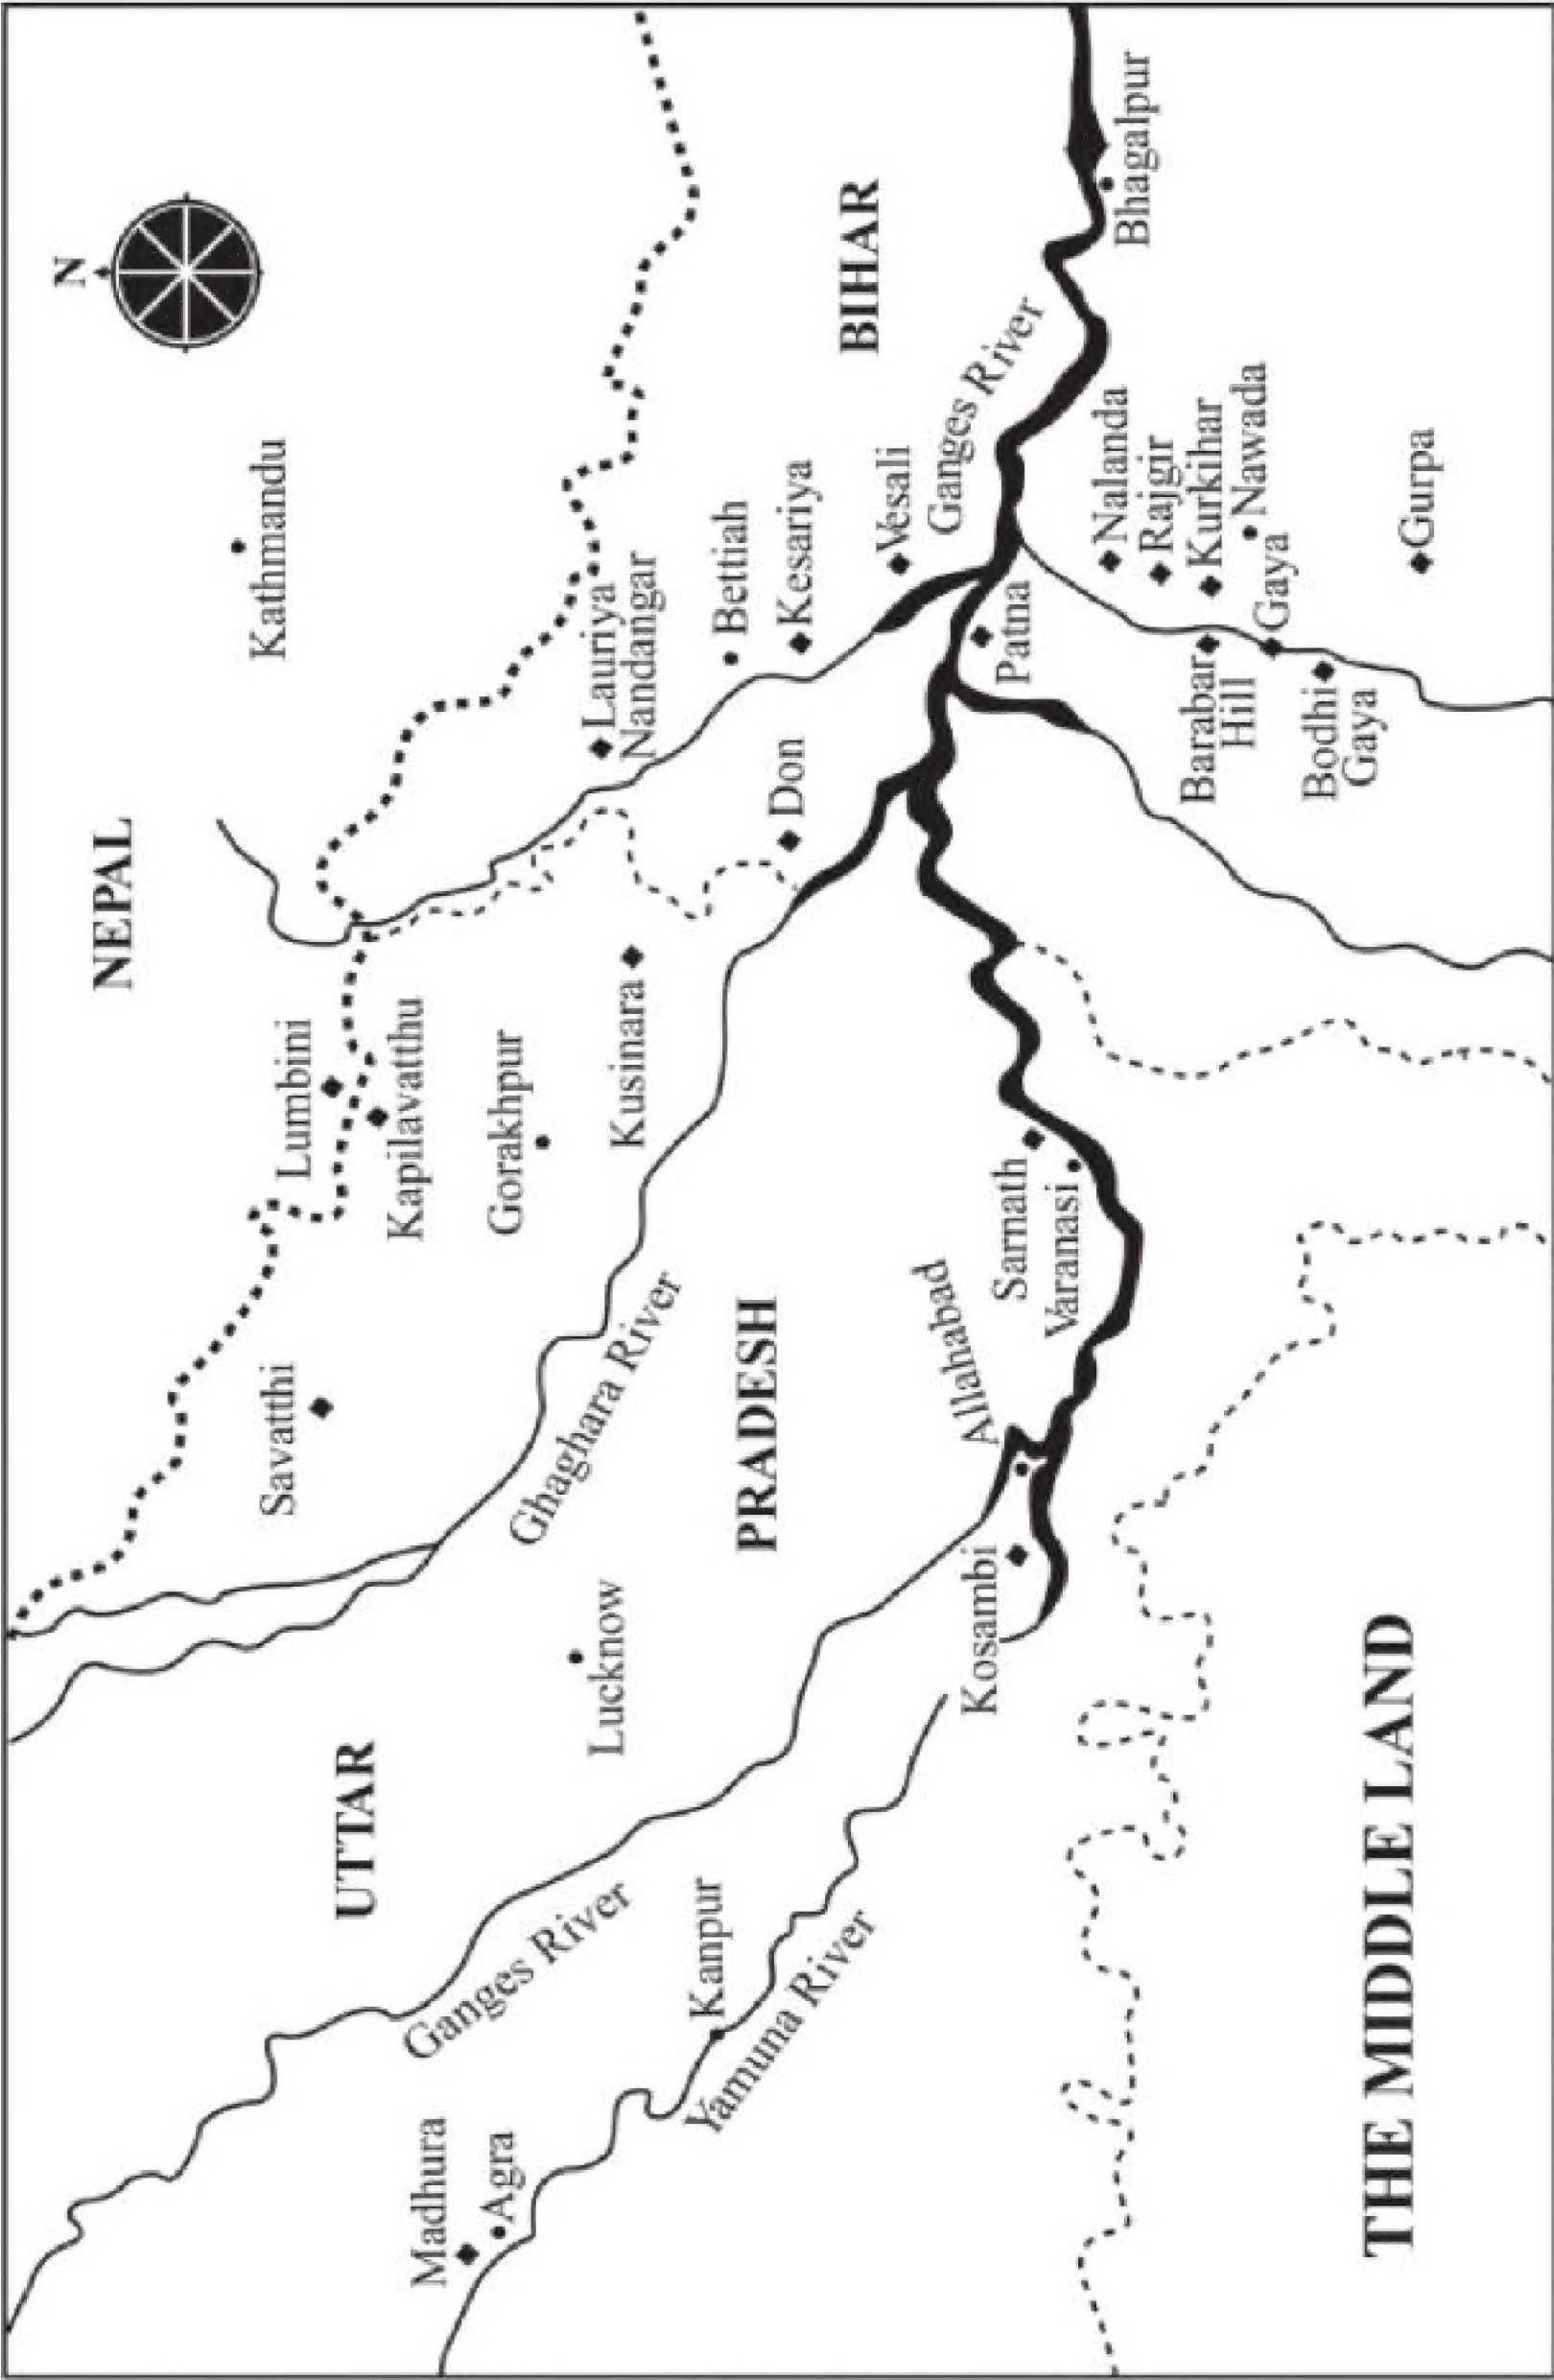 N
NEPAL
Kathmandu
Lumbini
Savatthi
Kapilavatthu
UTTAR
Madhura
Agra
Gorakhpur
Ganges River
Ghaghara River
Lauriya
Nandangar
Kusinara
Lucknow
Bettiah
Kanpur
PRADESH
Don
Kesariya
Yamuna River
BIHAR
Vesali
Ganges River
Allahabad
Kosambi
Sarnath
Varanasi
Patna
Bhagalpur
Nalanda
Rajgir
Kurkihar
Nawada
Barabar
Hill
Gaya
Bodhi
Gaya
Gurpa
THE MIDDLE LAND